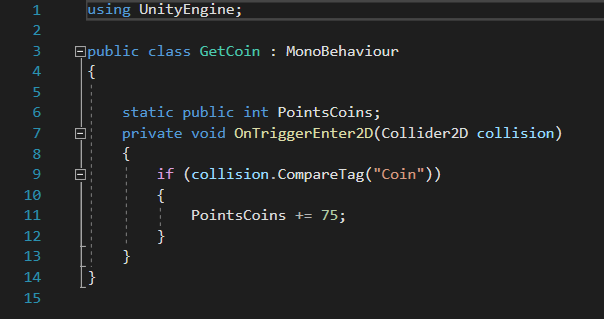 1 using UnityEngine;
2
3 public class GetCoin : MonoBehaviour
4 {
5
6 static public int PointsCoins;
7 private void OnTriggerEnter2D(Collider2D collision)
8 {
9 if (collision.CompareTag("Coin"))
10 {
11 PointsCoins += 75;
12 }
13 }
14 }
15